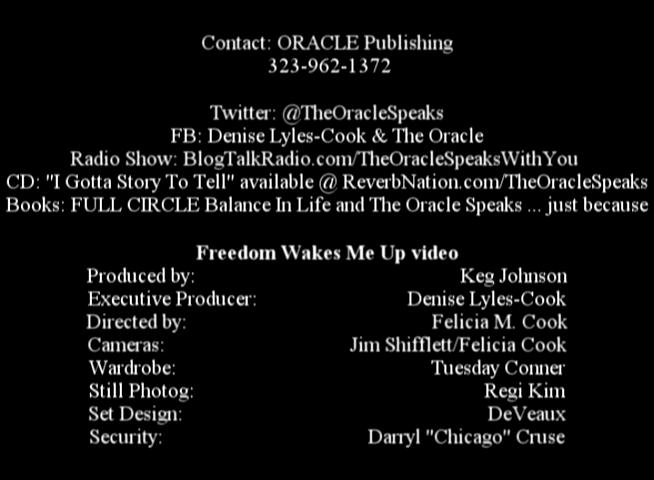 Contact: ORACLE Publishing
323-962-1372
Twitter: @TheOracleSpeaks
FB: Denise Lyles-Cook & The Oracle
Radio Show: BlogTalkRadio.com/TheOracleSpeaksWithYou
CD: "I Gotta Story To Tell" available @ ReverbNation.com/TheOracleSpeaks
Books: FULL CIRCLE Balance In Life and The Oracle Speaks ... just because
Freedom Wakes Me Up video
Produced by: Keg Johnson
Executive Producer: Denise Lyles-Cook
Directed by: Felicia M. Cook
Cameras: Jim Shifflett/Felicia Cook
Wardrobe: Tuesday Conner
Still Photog: Regi Kim
Set Design: DeVeaux
Security: Darryl "Chicago" Cruse